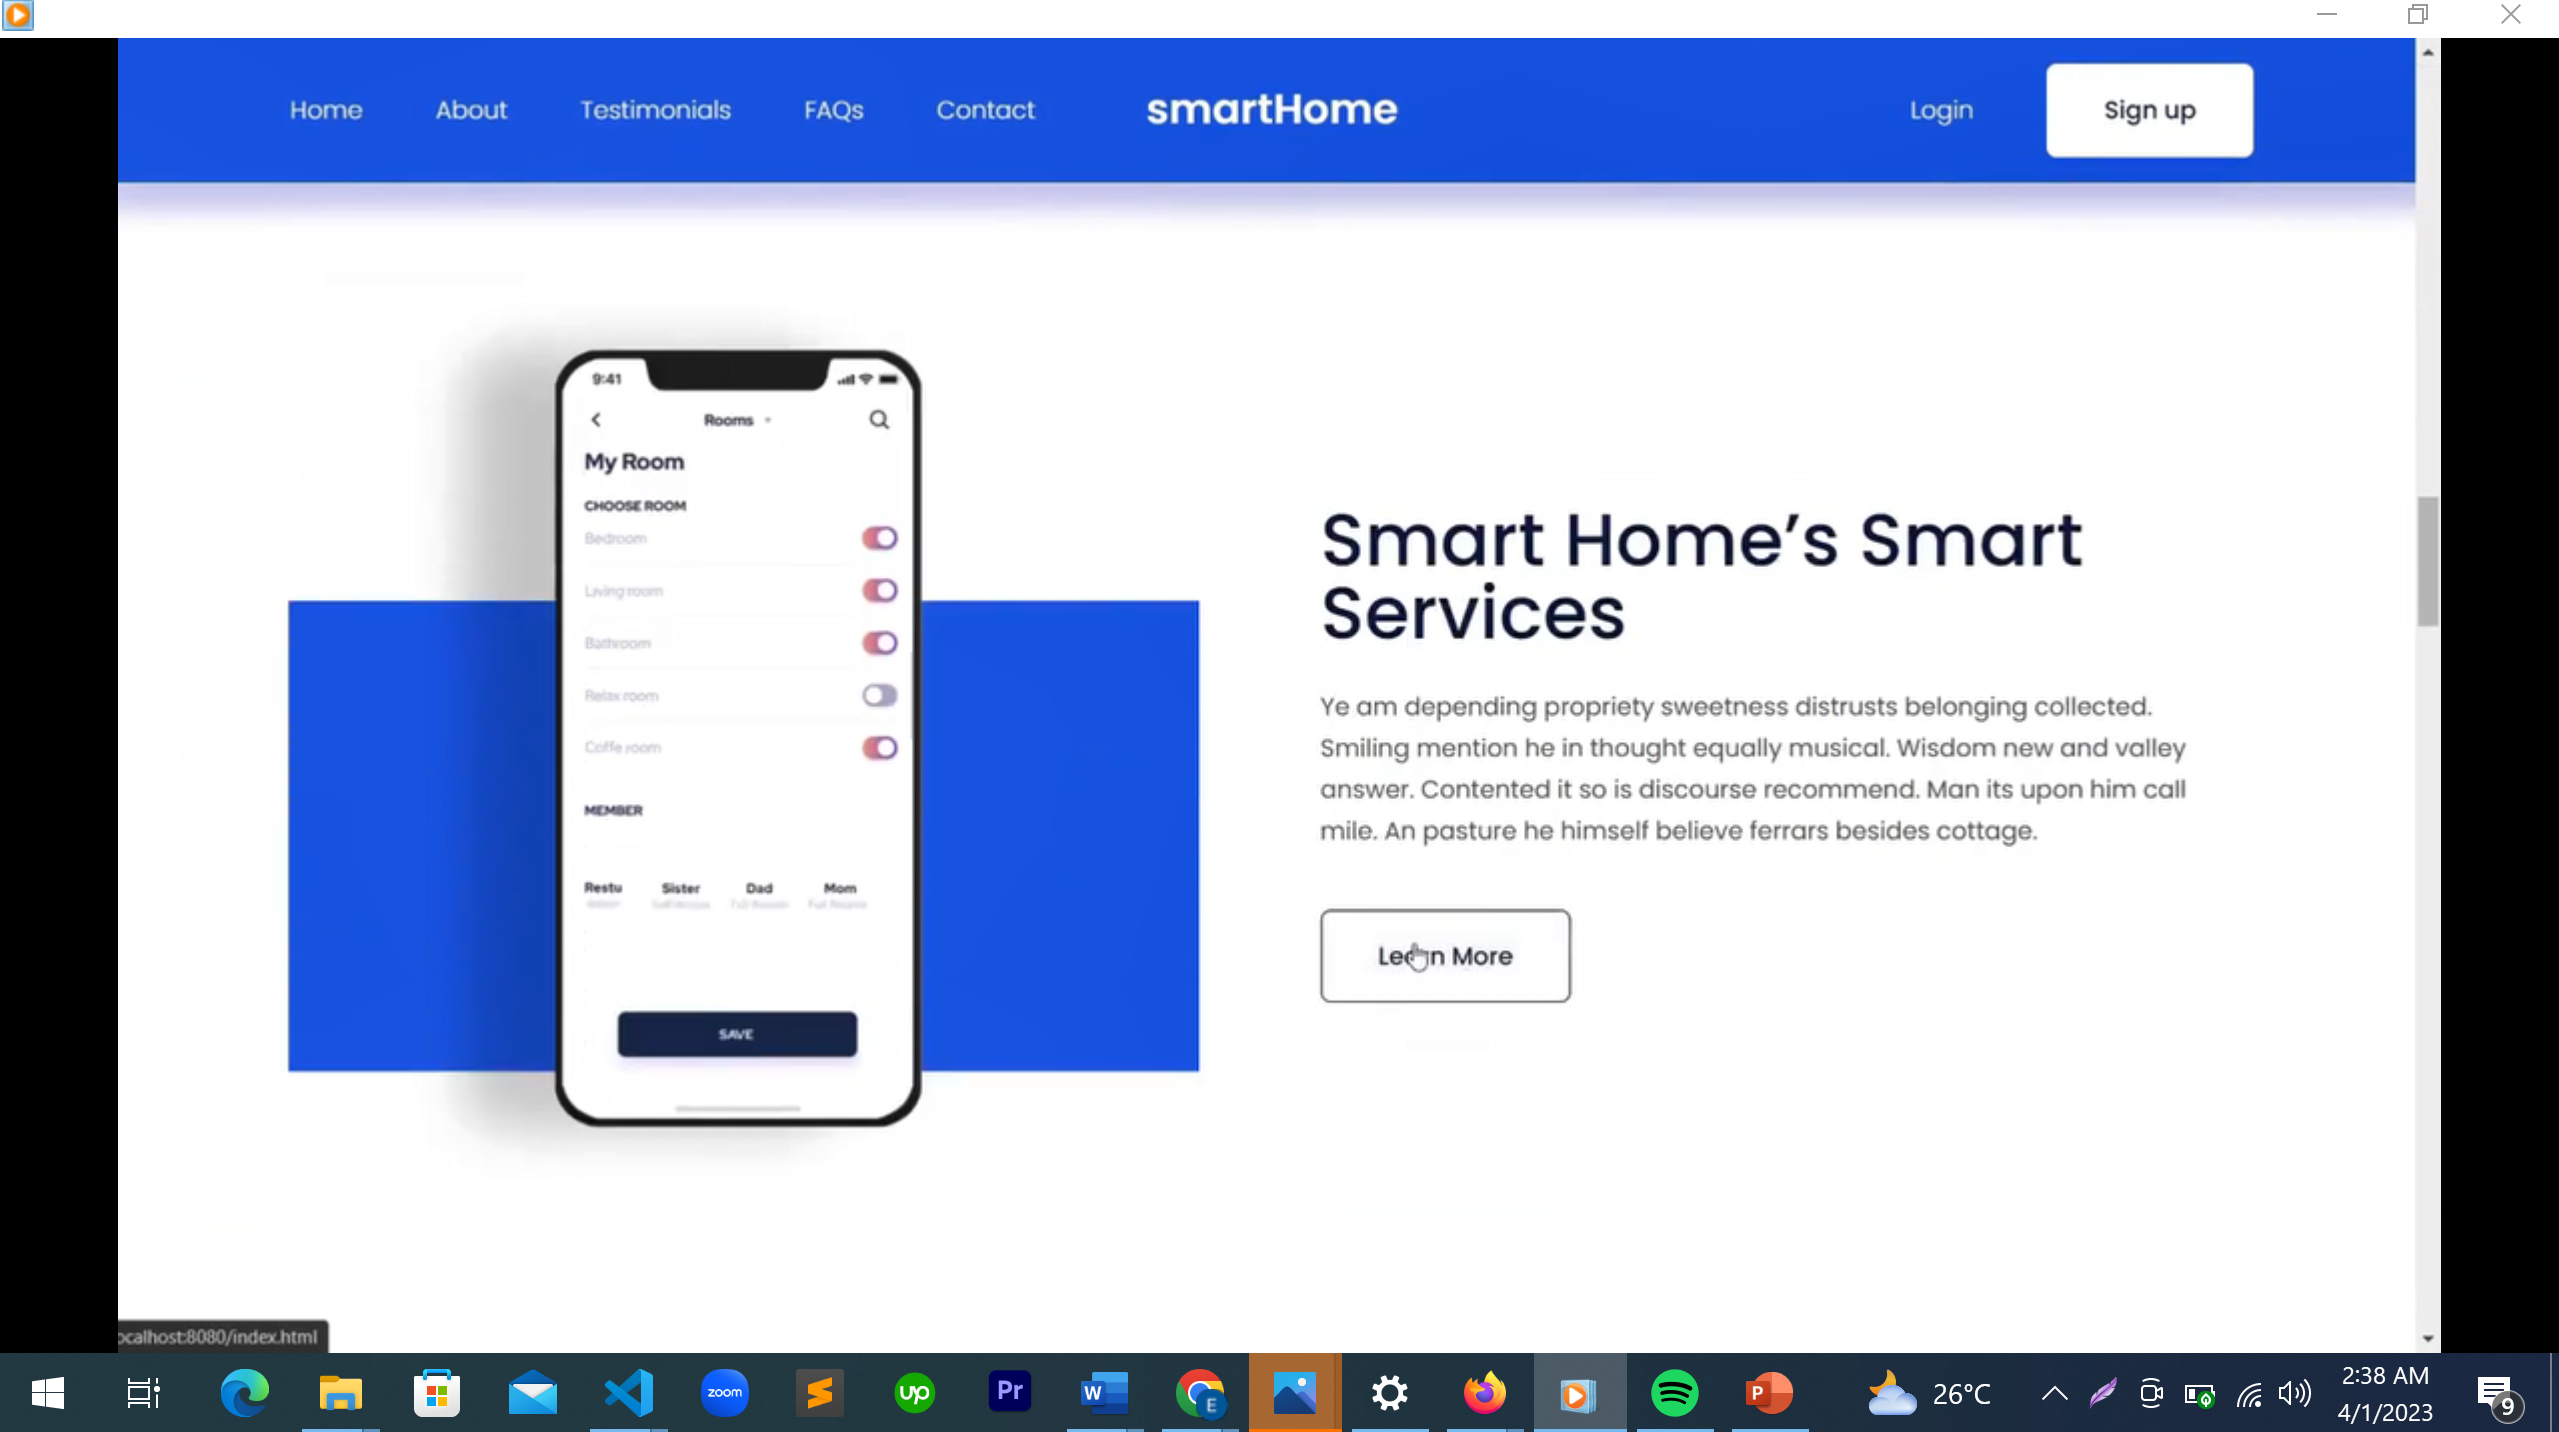 Home About Testimonials FAQs Contact smartHome Login Sign up
9:41
Rooms
My Room
CHOOSE ROOM
Bedroom
Living room
Bathroom
Relax room
Coffe room
MEMBER
Restu Sister Dad Mom
SAVE
Smart Home’s Smart
Services
Ye am depending propriety sweetness distrusts belonging collected.
Smiling mention he in thought equally musical. Wisdom new and valley
answer. Contented it so is discourse recommend. Man its upon him call
mile. An pasture he himself believe ferrars besides cottage.
Learn More
ocalhost:8080/index.html
zoom
up
Pr
W
E
P
26°C
2:38 AM
4/1/2023
9